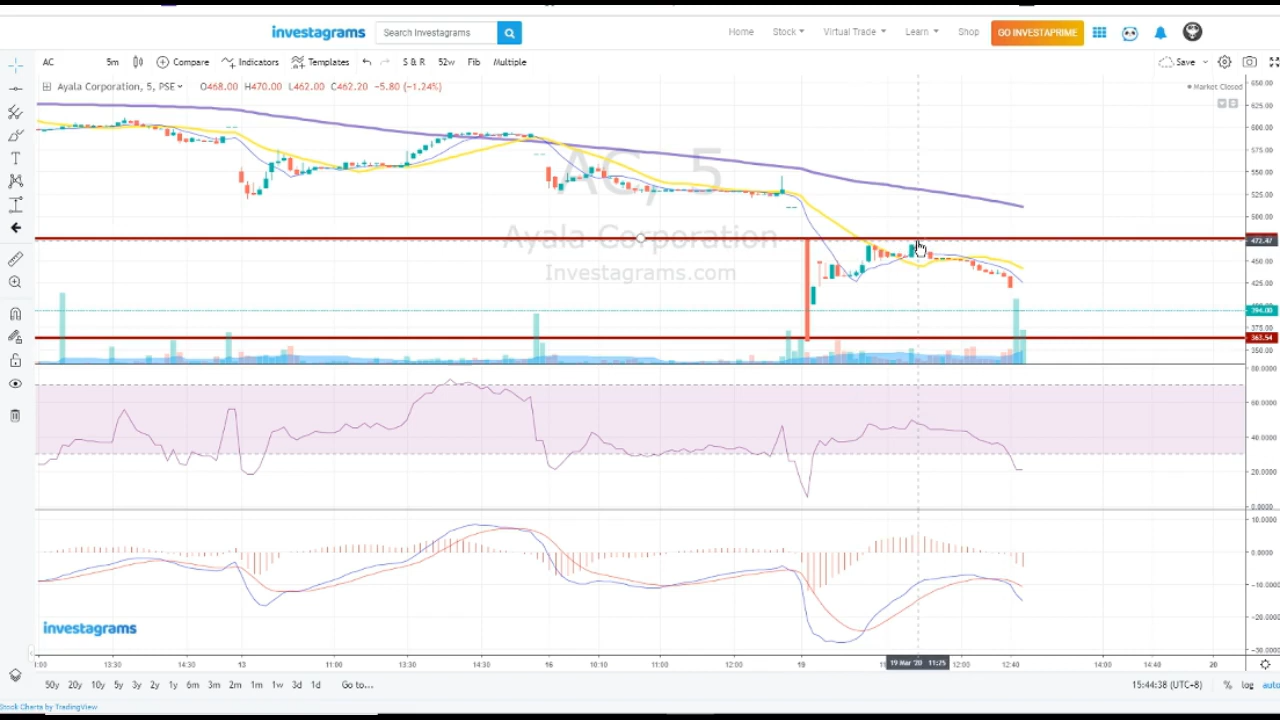 investagrams Search Investagrams Home Stock Virtual Trade Learn Shop GO INVESTAPRIME
AC 5m Compare Indicators Templates S & R 52w Fib Multiple Save
Ayala Corporation, 5, PSE O468.00 H470.00 L462.00 C462.20 −5.80 (−1.24%) Market Closed
650.00
625.00
600.00
575.00
550.00
525.00
500.00
472.47
450.00
425.00
394.00
375.00
363.54
350.00
AC, 5
Ayala Corporation
Investagrams.com
80.0000
60.0000
40.0000
20.0000
0.0000
10.0000
0.0000
-10.0000
-20.0000
-30.0000
investagrams
13:30 14:30 13 11:00 13:30 14:30 16 10:10 11:00 12:00 19 19 Mar '20 11:25 12:00 12:40 14:00 14:40 20
50y 20y 10y 5y 3y 2y 1y 6m 3m 2m 1m 1w 3d 1d Go to... 15:44:38 (UTC+8) % log auto
Stock Charts by TradingView